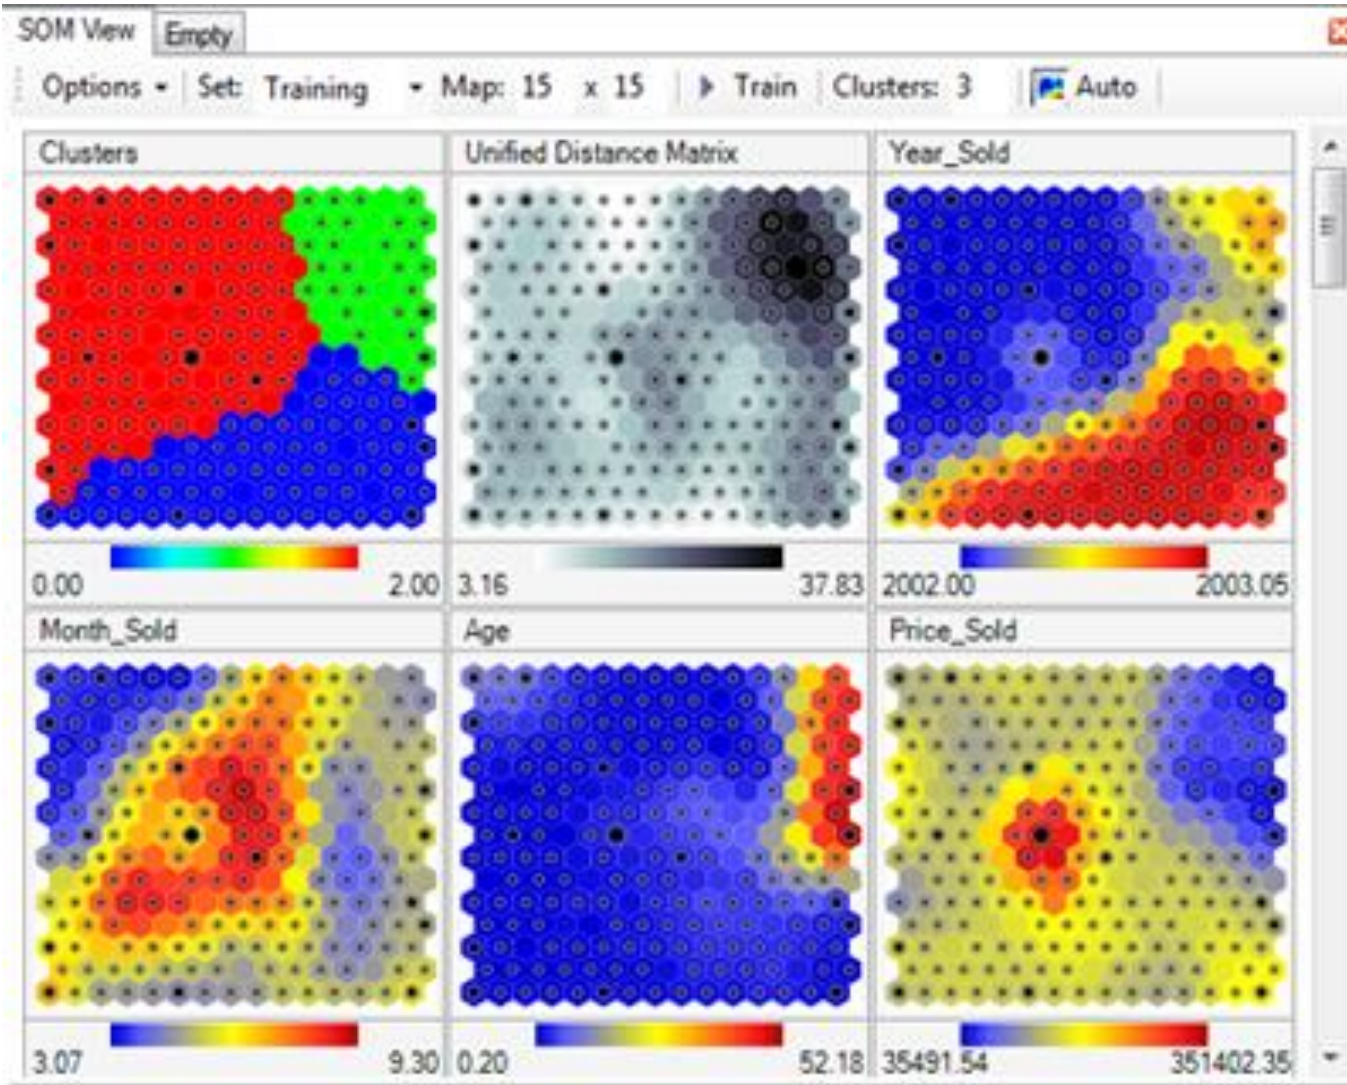 SOM View Empty
Options Set: Training Map: 15 x 15 Train Clusters: 3 Auto
Clusters Unified Distance Matrix Year_Sold
0.00 2.00 3.16 37.83 2002.00 2003.05
Month_Sold Age Price_Sold
3.07 9.30 0.20 52.18 35491.54 351402.35